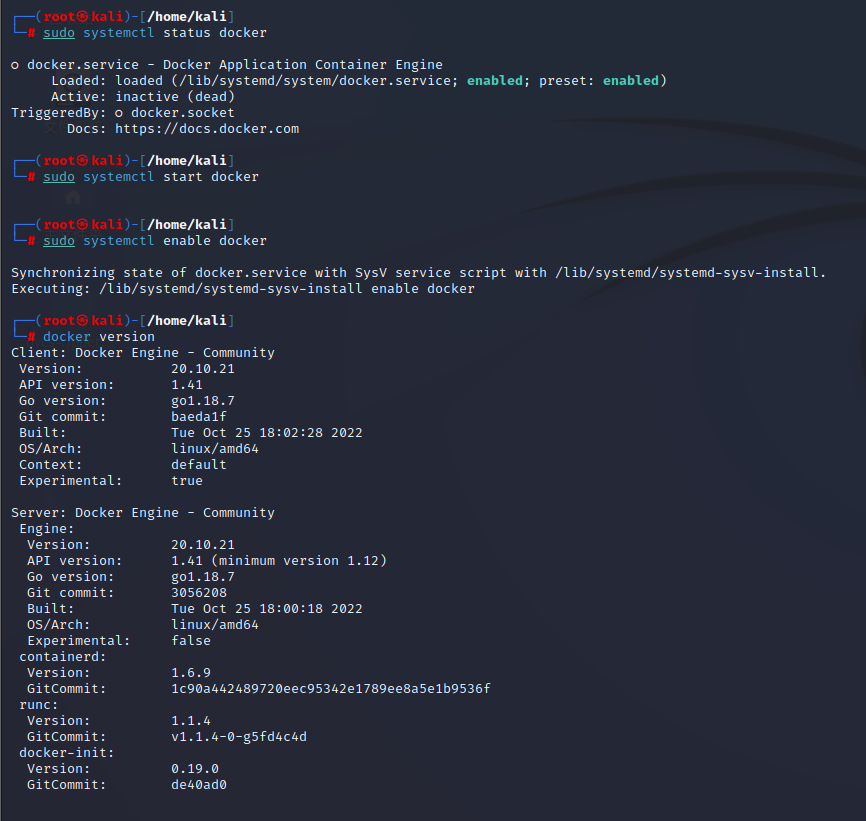 ┌──(root㉿kali)-[/home/kali]
└─# sudo systemctl status docker
○ docker.service - Docker Application Container Engine
     Loaded: loaded (/lib/systemd/system/docker.service; enabled; preset: enabled)
     Active: inactive (dead)
TriggeredBy: ○ docker.socket
       Docs: https://docs.docker.com
┌──(root㉿kali)-[/home/kali]
└─# sudo systemctl start docker
┌──(root㉿kali)-[/home/kali]
└─# sudo systemctl enable docker
Synchronizing state of docker.service with SysV service script with /lib/systemd/systemd-sysv-install.
Executing: /lib/systemd/systemd-sysv-install enable docker
┌──(root㉿kali)-[/home/kali]
└─# docker version
Client: Docker Engine - Community
 Version:           20.10.21
 API version:       1.41
 Go version:        go1.18.7
 Git commit:        baeda1f
 Built:             Tue Oct 25 18:02:28 2022
 OS/Arch:           linux/amd64
 Context:           default
 Experimental:      true
Server: Docker Engine - Community
 Engine:
  Version:          20.10.21
  API version:      1.41 (minimum version 1.12)
  Go version:       go1.18.7
  Git commit:       3056208
  Built:            Tue Oct 25 18:00:18 2022
  OS/Arch:          linux/amd64
  Experimental:     false
 containerd:
  Version:          1.6.9
  GitCommit:        1c90a442489720eec95342e1789ee8a5e1b9536f
 runc:
  Version:          1.1.4
  GitCommit:        v1.1.4-0-g5fd4c4d
 docker-init:
  Version:          0.19.0
  GitCommit:        de40ad0